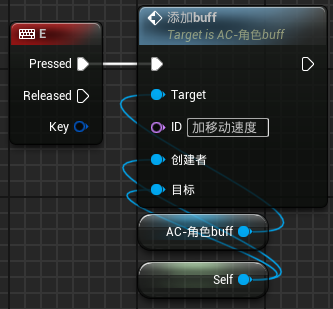 E
Pressed
Released
Key
添加buff
Target is AC-角色buff
Target
ID 加移动速度
创建者
目标
AC-角色buff
Self